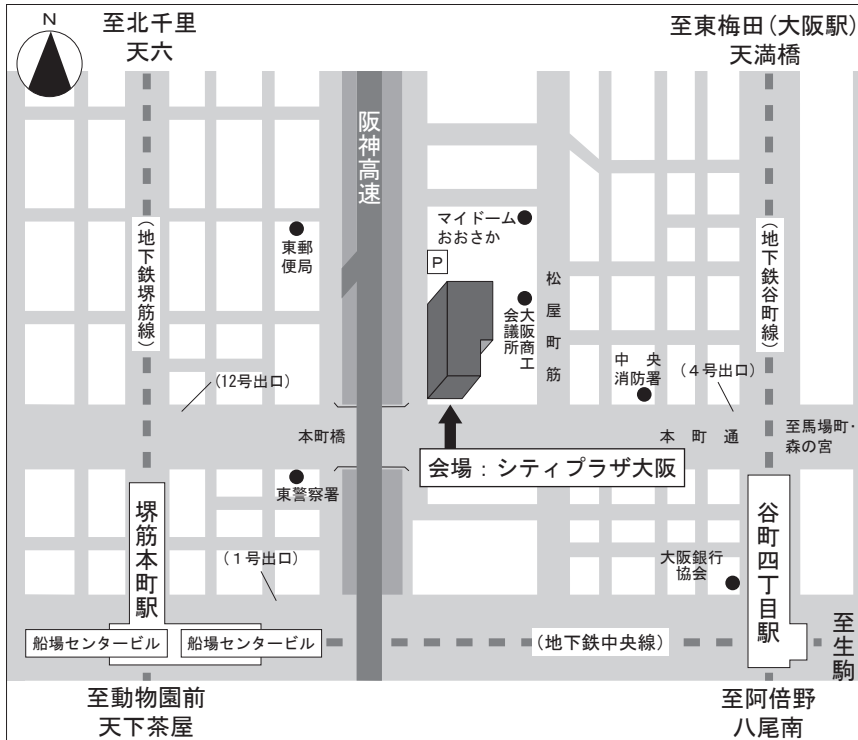 N
至北千里
天六
至東梅田(大阪駅)
天満橋
阪神高速
(地下鉄堺筋線)
東郵
便局
マイドーム
おおさか
P
大阪商工
会議所
松屋町筋
(地下鉄谷町線)
中央
消防署
(4号出口)
(12号出口)
本町橋
本町通
至馬場町・
森の宮
会場：シティプラザ大阪
東警察署
堺筋本町駅
(1号出口)
谷町四丁目駅
大阪銀行
協会
船場センタービル
船場センタービル
(地下鉄中央線)
至生駒
至動物園前
天下茶屋
至阿倍野
八尾南